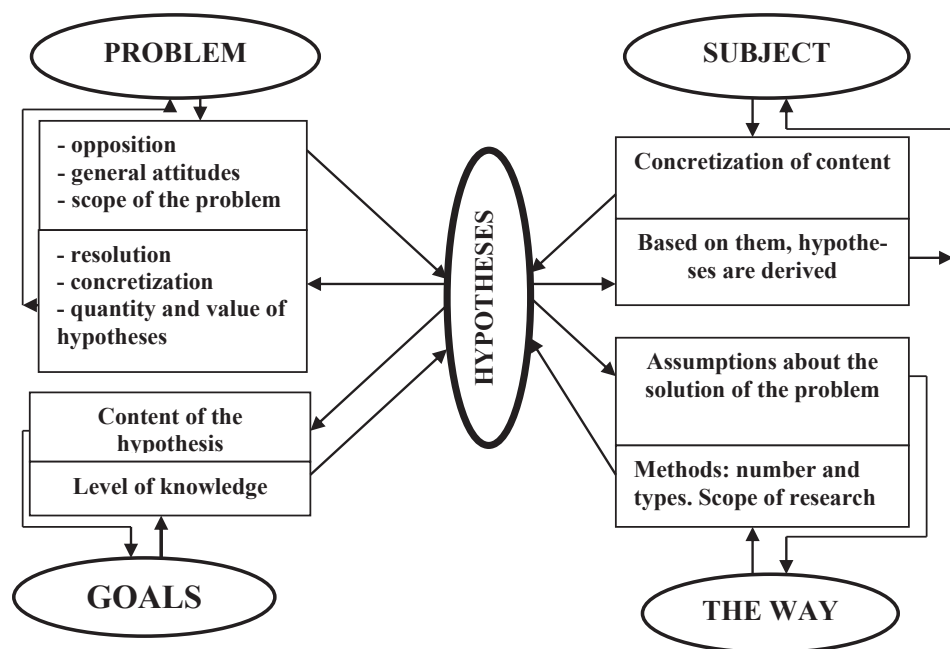 PROBLEM
- opposition
- general attitudes
- scope of the problem
- resolution
- concretization
- quantity and value of
hypotheses
Content of the
hypothesis
Level of knowledge
GOALS
HYPOTHESES
SUBJECT
Concretization of content
Based on them, hypothe-
ses are derived
Assumptions about the
solution of the problem
Methods: number and
types. Scope of research
THE WAY